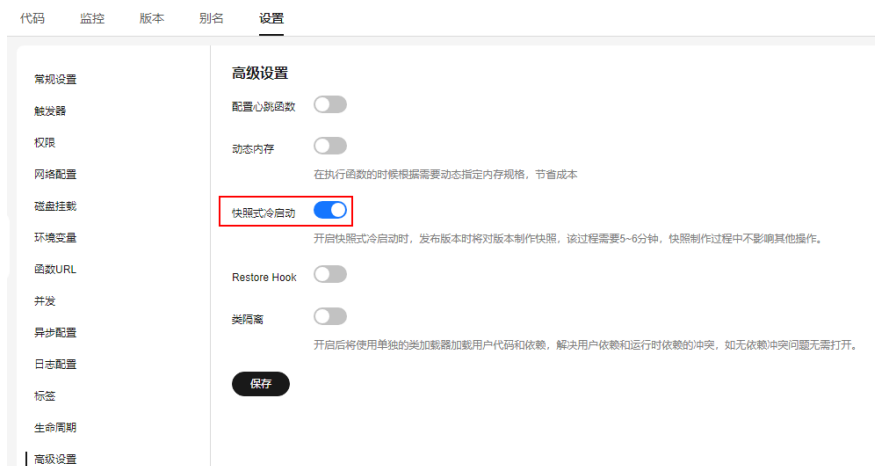 代码 监控 版本 别名 设置
常规设置
触发器
权限
网络配置
磁盘挂载
环境变量
函数URL
并发
异步配置
日志配置
标签
生命周期
高级设置
高级设置
配置心跳函数
动态内存
在执行函数的时候根据需要动态指定内存规格，节省成本
快照式冷启动
开启快照式冷启动时，发布版本时将对版本制作快照，该过程需要5~6分钟，快照制作过程中不影响其他操作。
Restore Hook
类隔离
开启后将使用单独的类加载器加载用户代码和依赖，解决用户依赖和运行时依赖的冲突，如无依赖冲突问题无需打开。
保存